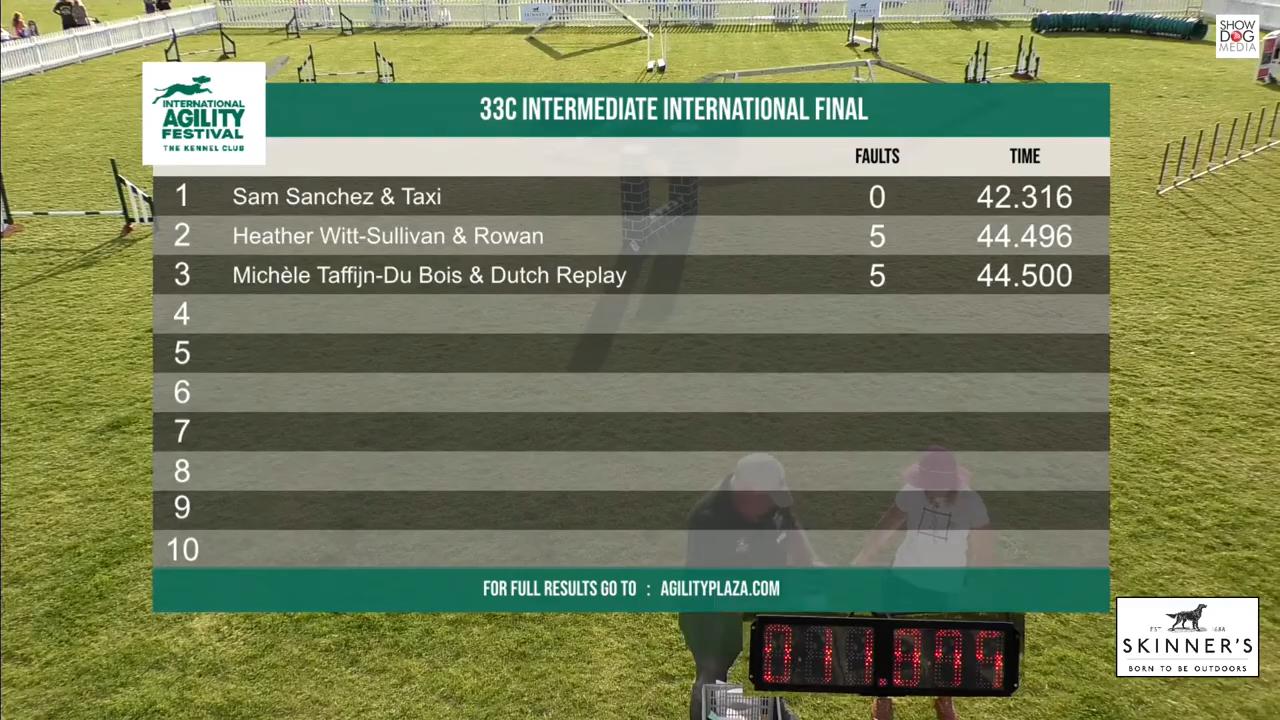 SHOW
DOG
MEDIA
INTERNATIONAL
AGILITY
FESTIVAL
THE KENNEL CLUB
33C INTERMEDIATE INTERNATIONAL FINAL
FAULTS TIME
1 Sam Sanchez & Taxi 0 42.316
2 Heather Witt-Sullivan & Rowan 5 44.496
3 Michèle Taffijn-Du Bois & Dutch Replay 5 44.500
4
5
6
7
8
9
10
FOR FULL RESULTS GO TO : AGILITYPLAZA.COM
EST 1688
SKINNER'S
BORN TO BE OUTDOORS